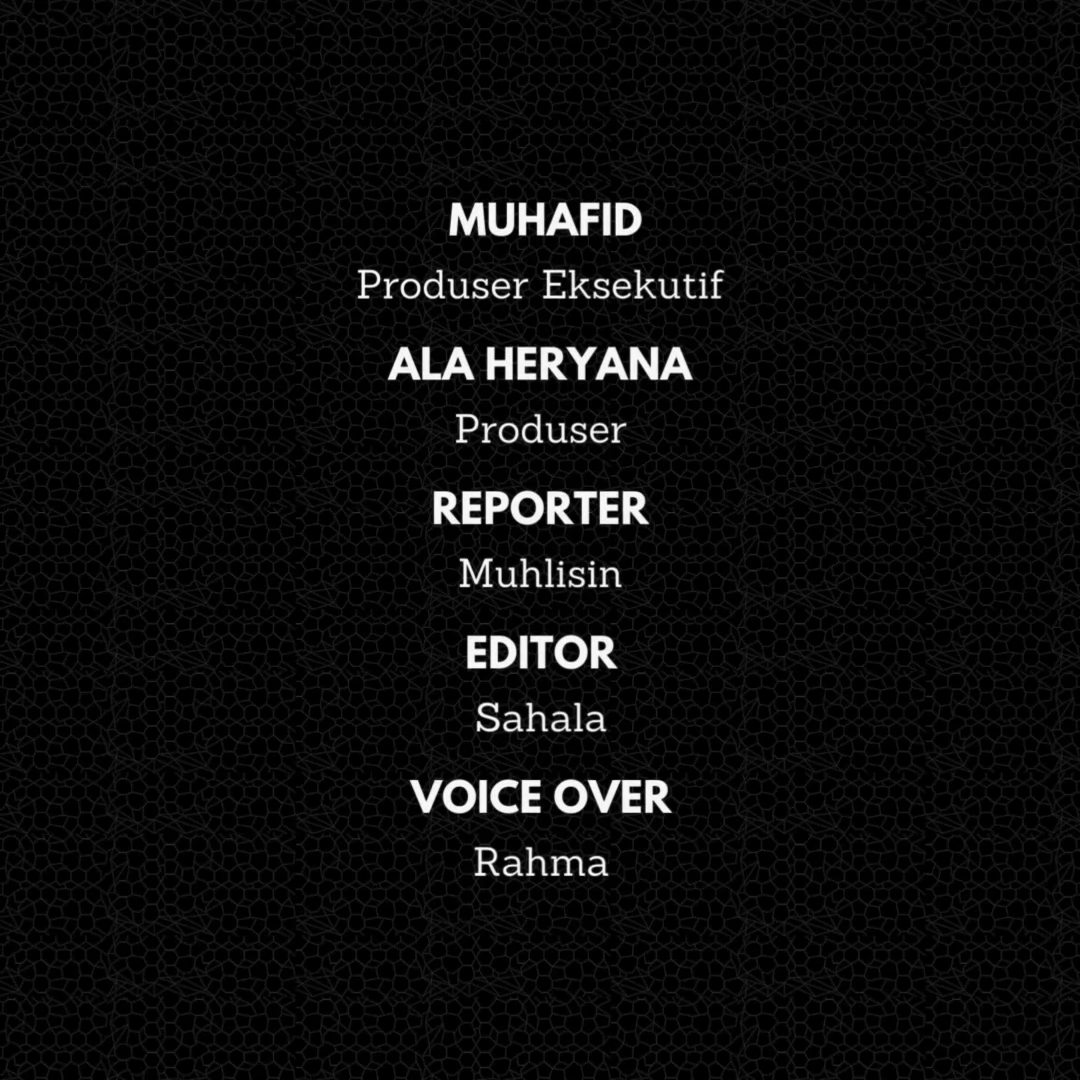 MUHAFID
Produser Eksekutif
ALA HERYANA
Produser
REPORTER
Muhlisin
EDITOR
Sahala
VOICE OVER
Rahma